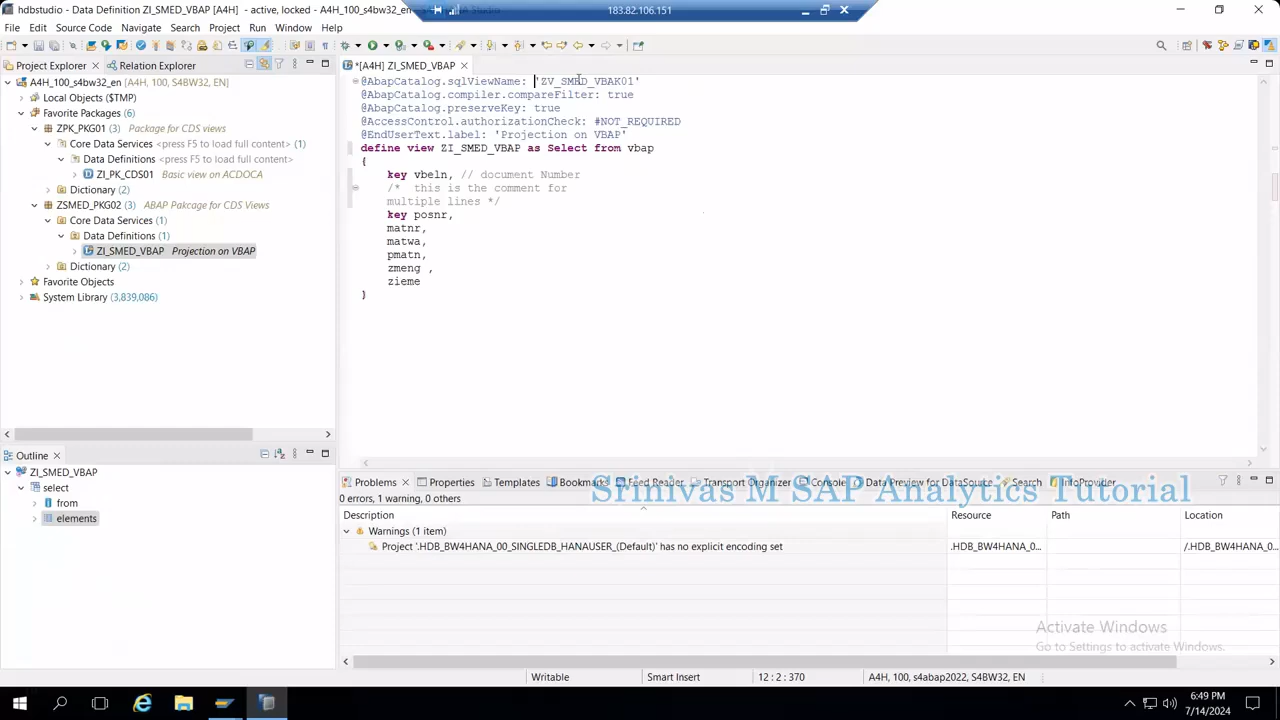 hdbstudio - Data Definition ZI_SMED_VBAP [A4H] - active, locked - A4H_100_s4bw32_en
183.82.106.151
File Edit Source Code Navigate Search Project Run Window Help
Project Explorer Relation Explorer
*[A4H] ZI_SMED_VBAP
A4H_100_s4bw32_en [A4H, 100, S4BW32, EN]
Local Objects ($TMP)
Favorite Packages (6)
ZPK_PKG01 (3) Package for CDS views
Core Data Services <press F5 to load full content> (1)
Data Definitions <press F5 to load full content>
ZI_PK_CDS01 Basic view on ACDOCA
Dictionary (2)
ZSMED_PKG02 (3) ABAP Pakcage for CDS Views
Core Data Services (1)
Data Definitions (1)
ZI_SMED_VBAP Projection on VBAP
Dictionary (2)
Favorite Objects
System Library (3,839,086)
@AbapCatalog.sqlViewName: 'ZV_SMED_VBAK01'
@AbapCatalog.compiler.compareFilter: true
@AbapCatalog.preserveKey: true
@AccessControl.authorizationCheck: #NOT_REQUIRED
@EndUserText.label: 'Projection on VBAP'
define view ZI_SMED_VBAP as Select from vbap
{
key vbeln, // document Number
/* this is the comment for
multiple lines */
key posnr,
matnr,
matwa,
pmatn,
zmeng ,
zieme
}
Outline
ZI_SMED_VBAP
select
from
elements
Problems Properties Templates Bookmarks Feed Reader Transport Organizer Console Data Preview for DataSource Search InfoProvider
Srinivas M SAP Analytics Tutorial
0 errors, 1 warning, 0 others
Description Resource Path Location
Warnings (1 item)
Project '.HDB_BW4HANA_00_SINGLEDB_HANAUSER_(Default)' has no explicit encoding set .HDB_BW4HANA_0... /.HDB_BW4HANA_0...
Activate Windows
Go to Settings to activate Windows.
Writable Smart Insert 12 : 2 : 370 A4H, 100, s4abap2022, S4BW32, EN
6:49 PM
7/14/2024